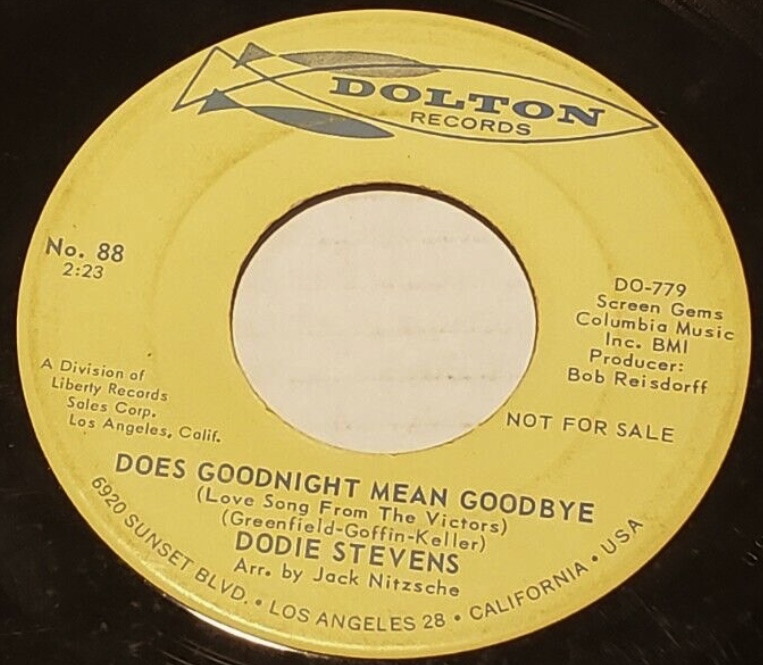 DOLTON
RECORDS
No. 88
2:23
DO-779
Screen Gems
Columbia Music
Inc. BMI
Producer:
Bob Reisdorff
A Division of
Liberty Records
Sales Corp.
Los Angeles, Calif.
NOT FOR SALE
DOES GOODNIGHT MEAN GOODBYE
(Love Song From The Victors)
(Greenfield-Goffin-Keller)
DODIE STEVENS
Arr. by Jack Nitzsche
6920 SUNSET BLVD. • LOS ANGELES 28 • CALIFORNIA • USA